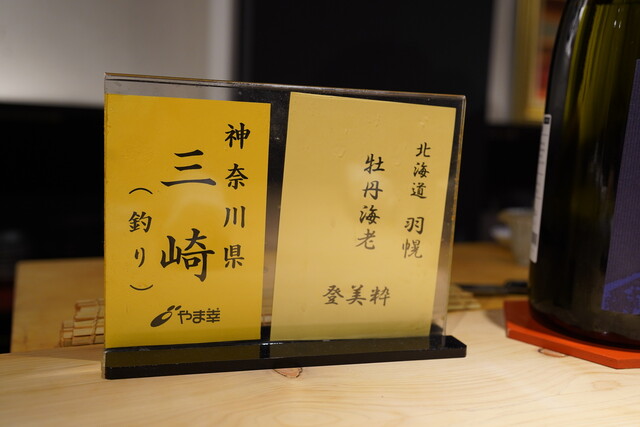 神奈川県
三崎
(釣り)
やま幸
北海道 羽幌
牡丹海老
登美粋